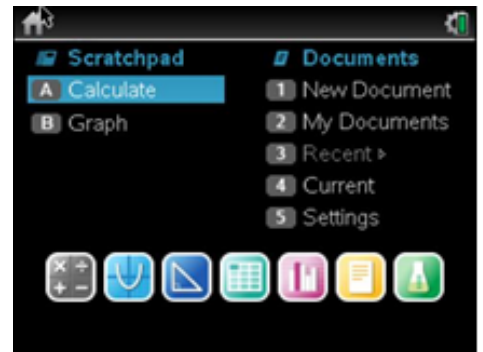 Scratchpad
A Calculate
B Graph
Documents
1 New Document
2 My Documents
3 Recent ▸
4 Current
5 Settings